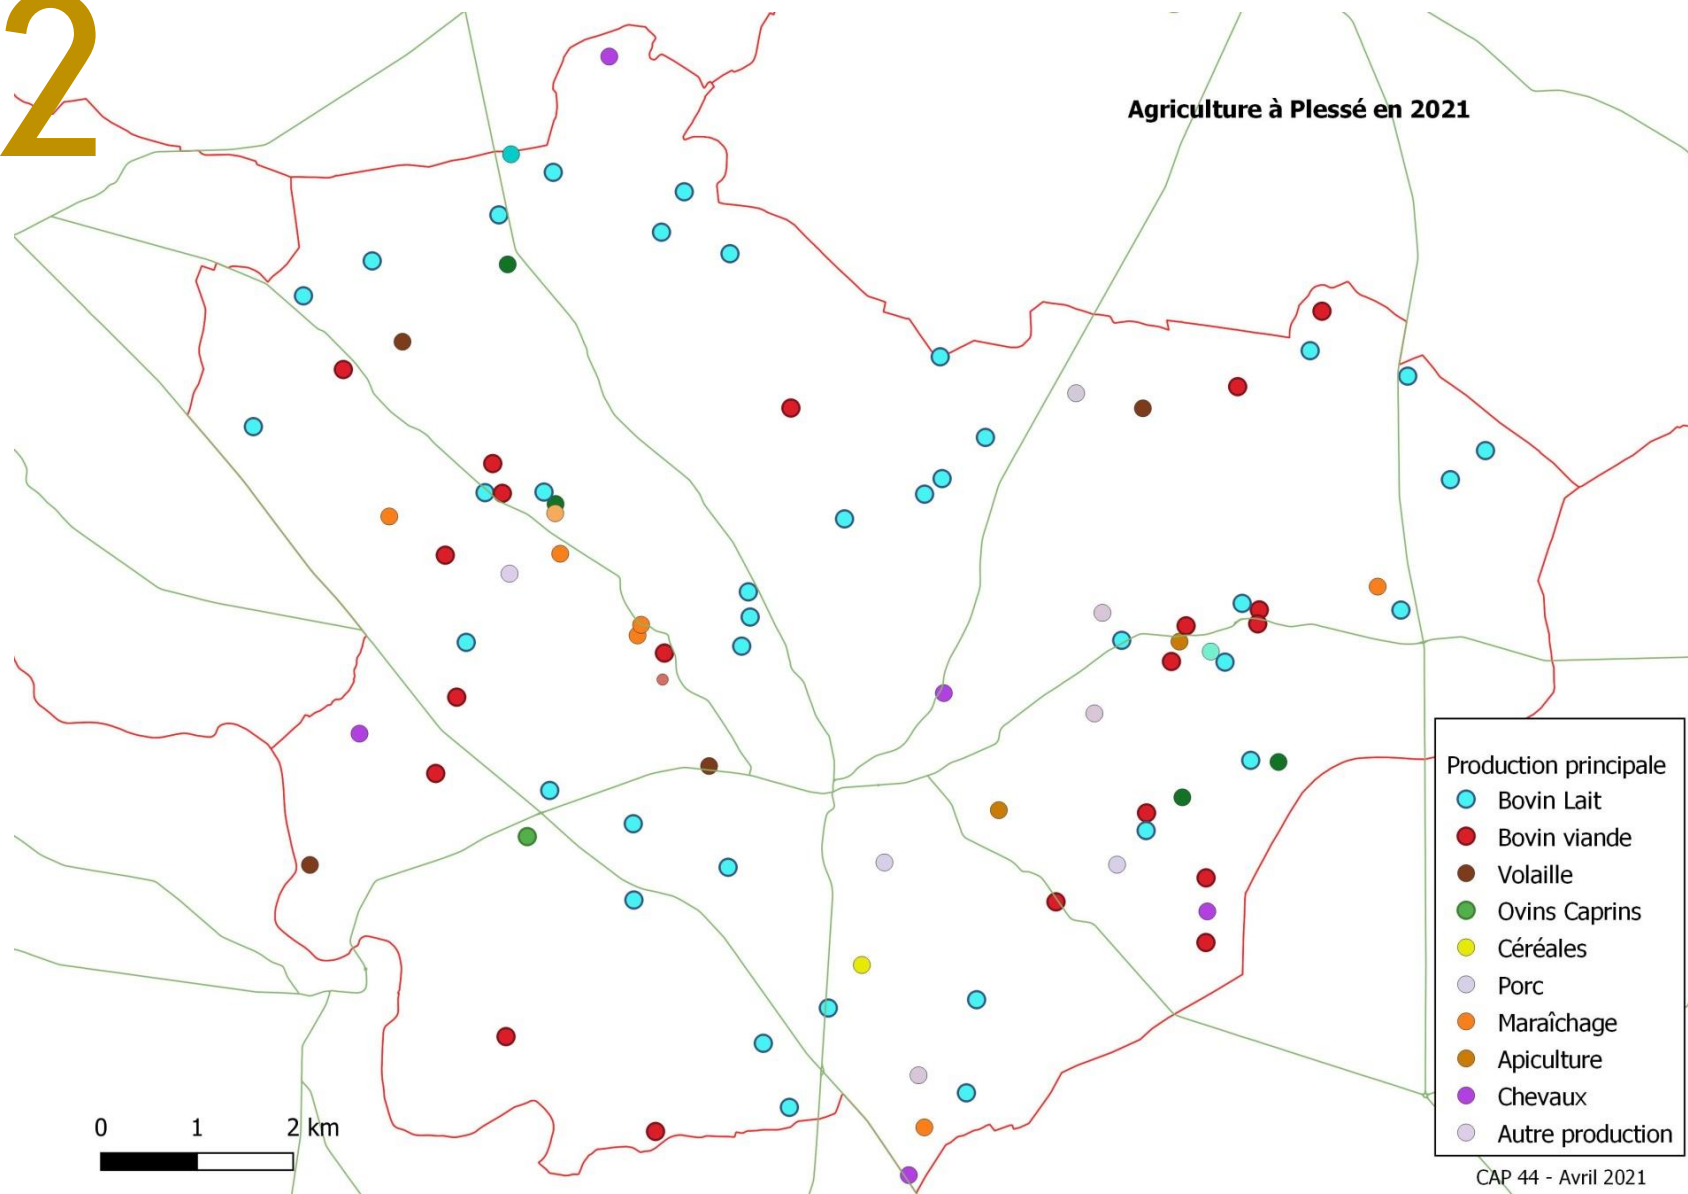 2
Agriculture à Plessé en 2021
Production principale
Bovin Lait
Bovin viande
Volaille
Ovins Caprins
Céréales
Porc
Maraîchage
Apiculture
Chevaux
Autre production
0 1 2 km
CAP 44 - Avril 2021